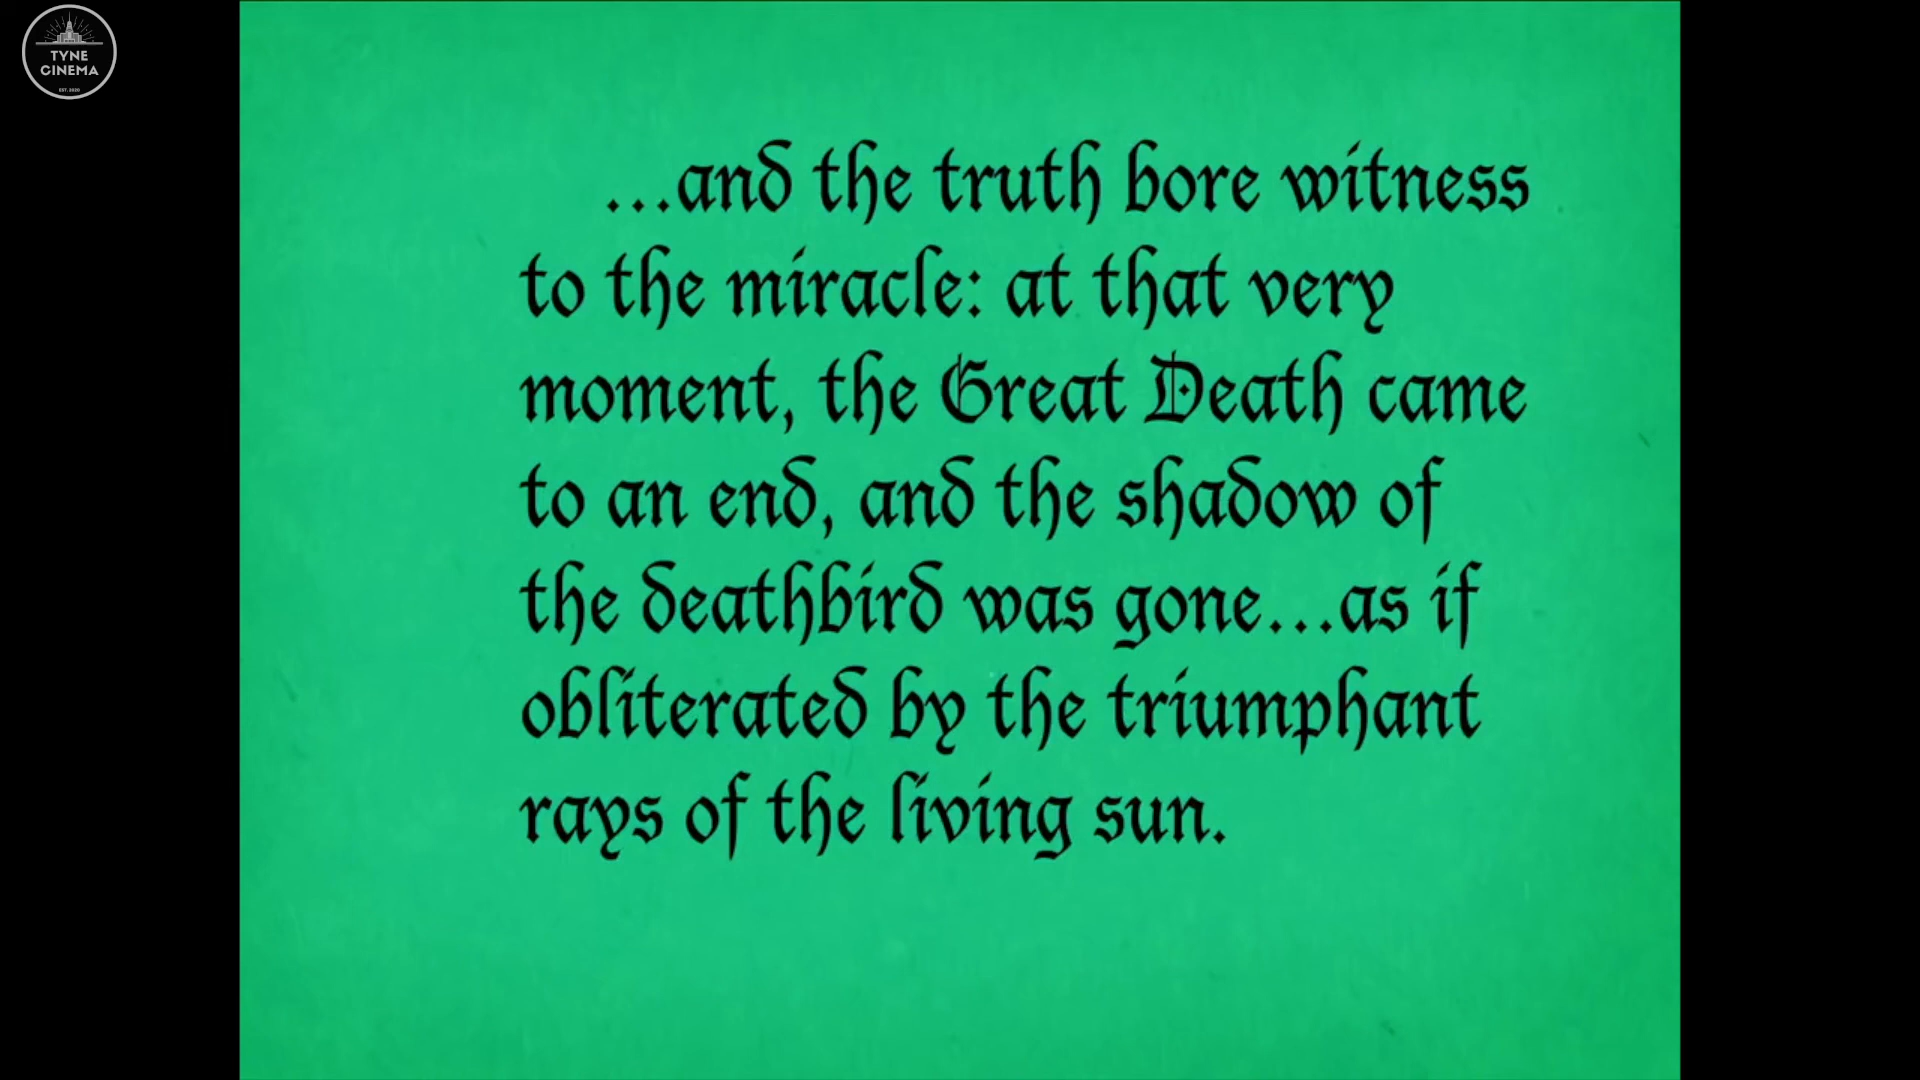 TYNE
CINEMA
EST. 2020
...and the truth bore witness
to the miracle: at that very
moment, the Great Death came
to an end, and the shadow of
the deathbird was gone...as if
obliterated by the triumphant
rays of the living sun.